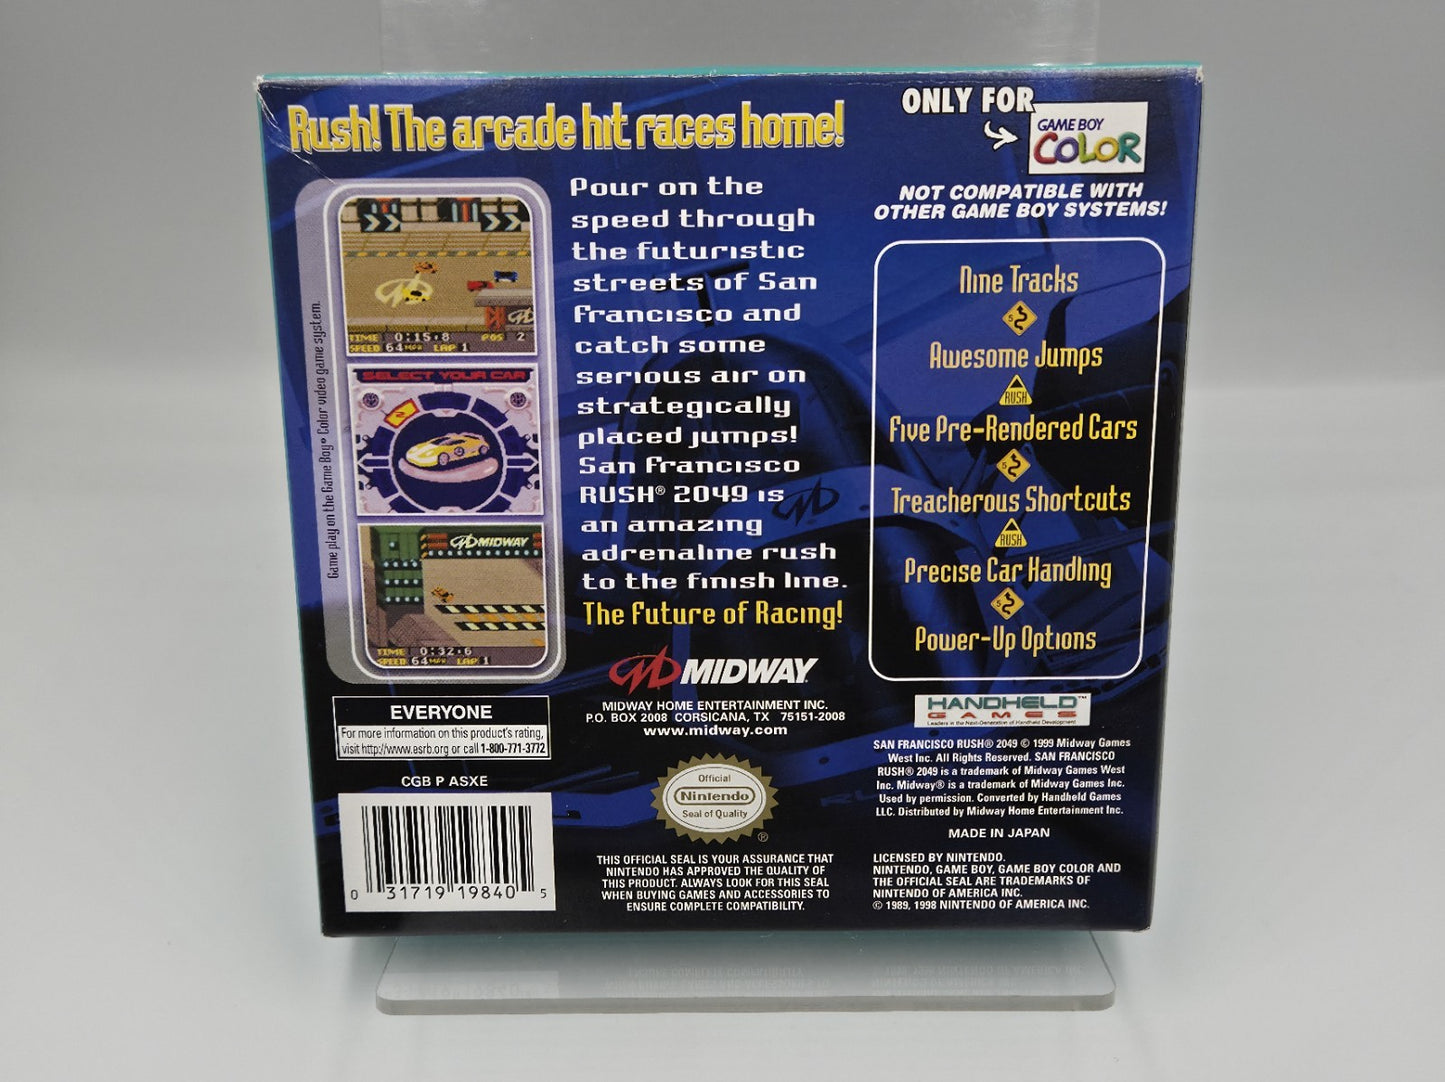 Rush! The arcade hit races home!
ONLY FOR
GAME BOY
COLOR
NOT COMPATIBLE WITH
OTHER GAME BOY SYSTEMS!
Game play on the Game Boy® Color video game system.
TIME 0:15.8 POS 2
SPEED 64 MPH LAP 1
SELECT YOUR CAR
2
MIDWAY
TIME 0:32.6
SPEED 64 MPH LAP 1
Pour on the
speed through
the futuristic
streets of San
Francisco and
catch some
serious air on
strategically
placed jumps!
San Francisco
RUSH® 2049 is
an amazing
adrenaline rush
to the finish line.
The Future of Racing!
Nine Tracks
5
Awesome Jumps
RUSH
Five Pre-Rendered Cars
5
Treacherous Shortcuts
RUSH
Precise Car Handling
5
Power-Up Options
MIDWAY
MIDWAY HOME ENTERTAINMENT INC.
P.O. BOX 2008 CORSICANA, TX 75151-2008
www.midway.com
EVERYONE
For more information on this product's rating,
visit http://www.esrb.org or call 1-800-771-3772
CGB P ASXE
0 31719 19840 5
Official
Nintendo
Seal of Quality
®
THIS OFFICIAL SEAL IS YOUR ASSURANCE THAT
NINTENDO HAS APPROVED THE QUALITY OF
THIS PRODUCT. ALWAYS LOOK FOR THIS SEAL
WHEN BUYING GAMES AND ACCESSORIES TO
ENSURE COMPLETE COMPATIBILITY.
HANDHELD™
GAMES
Leaders in the Next-Generation of Handheld Development
SAN FRANCISCO RUSH® 2049 © 1999 Midway Games
West Inc. All Rights Reserved. SAN FRANCISCO
RUSH® 2049 is a trademark of Midway Games West
Inc. Midway® is a trademark of Midway Games Inc.
Used by permission. Converted by Handheld Games
LLC. Distributed by Midway Home Entertainment Inc.
MADE IN JAPAN
LICENSED BY NINTENDO.
NINTENDO, GAME BOY, GAME BOY COLOR AND
THE OFFICIAL SEAL ARE TRADEMARKS OF
NINTENDO OF AMERICA INC.
© 1989, 1998 NINTENDO OF AMERICA INC.